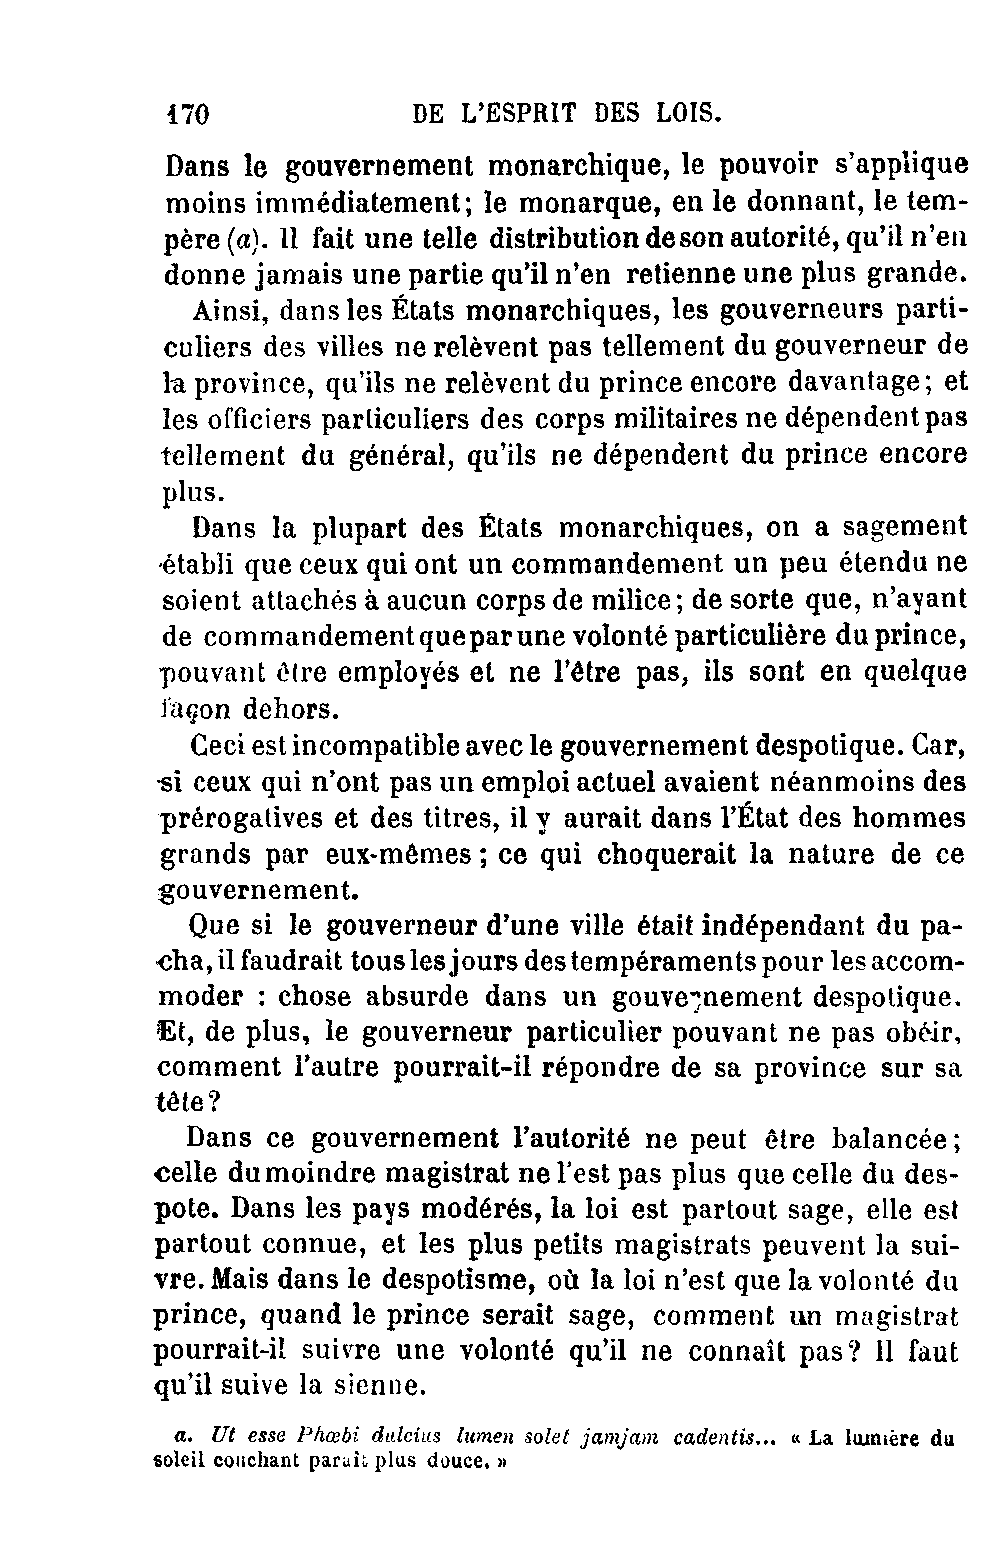 170 DE L'ESPRIT DES LOIS.
Dans le gouvernement monarchique, le pouvoir s'applique
moins immédiatement; le monarque, en le donnant, le tem-
père (a). Il fait une telle distribution de son autorité, qu'il n'en
donne jamais une partie qu'il n'en retienne une plus grande.
Ainsi, dans les États monarchiques, les gouverneurs parti-
culiers des villes ne relèvent pas tellement du gouverneur de
la province, qu'ils ne relèvent du prince encore davantage; et
les officiers particuliers des corps militaires ne dépendent pas
tellement du général, qu'ils ne dépendent du prince encore
plus.
Dans la plupart des États monarchiques, on a sagement
établi que ceux qui ont un commandement un peu étendu ne
soient attachés à aucun corps de milice; de sorte que, n'ayant
de commandement que par une volonté particulière du prince,
pouvant être employés et ne l'être pas, ils sont en quelque
façon dehors.
Ceci est incompatible avec le gouvernement despotique. Car,
si ceux qui n'ont pas un emploi actuel avaient néanmoins des
prérogatives et des titres, il y aurait dans l'État des hommes
grands par eux-mêmes; ce qui choquerait la nature de ce
gouvernement.
Que si le gouverneur d'une ville était indépendant du pa-
cha, il faudrait tous les jours des tempéraments pour les accom-
moder : chose absurde dans un gouvernement despotique.
Et, de plus, le gouverneur particulier pouvant ne pas obéir,
comment l'autre pourrait-il répondre de sa province sur sa
tête?
Dans ce gouvernement l'autorité ne peut être balancée;
celle du moindre magistrat ne l'est pas plus que celle du des-
pote. Dans les pays modérés, la loi est partout sage, elle est
partout connue, et les plus petits magistrats peuvent la sui-
vre. Mais dans le despotisme, où la loi n'est que la volonté du
prince, quand le prince serait sage, comment un magistrat
pourrait-il suivre une volonté qu'il ne connaît pas? Il faut
qu'il suive la sienne.
a. Ut esse Phœbi dulcius lumen solet jamjam cadentis... « La lumière du
soleil couchant paraît plus douce. »